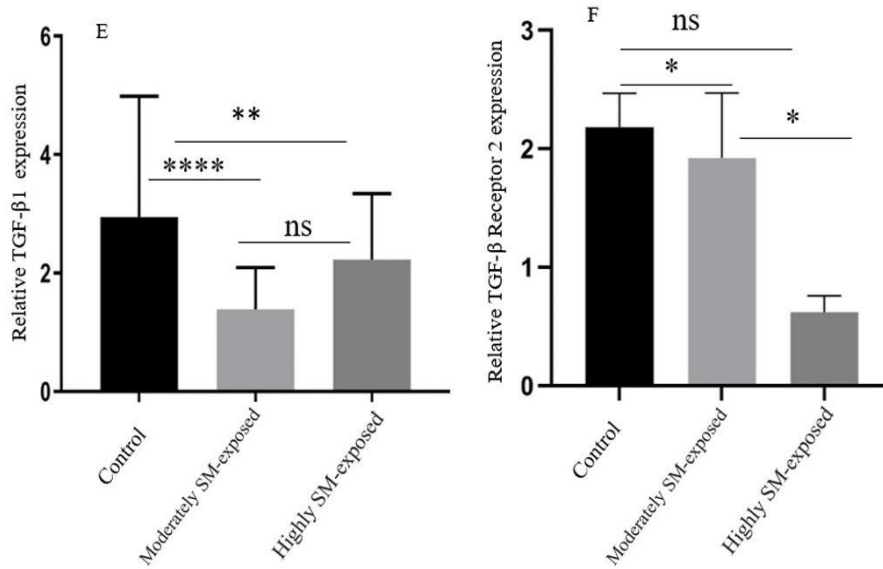 E
Relative TGF-β1 expression
6
4
2
0
**
****
ns
Control
Moderately SM-exposed
Highly SM-exposed
F
Relative TGF-β Receptor 2 expression
3
2
1
0
ns
*
*
Control
Moderately SM-exposed
Highly SM-exposed